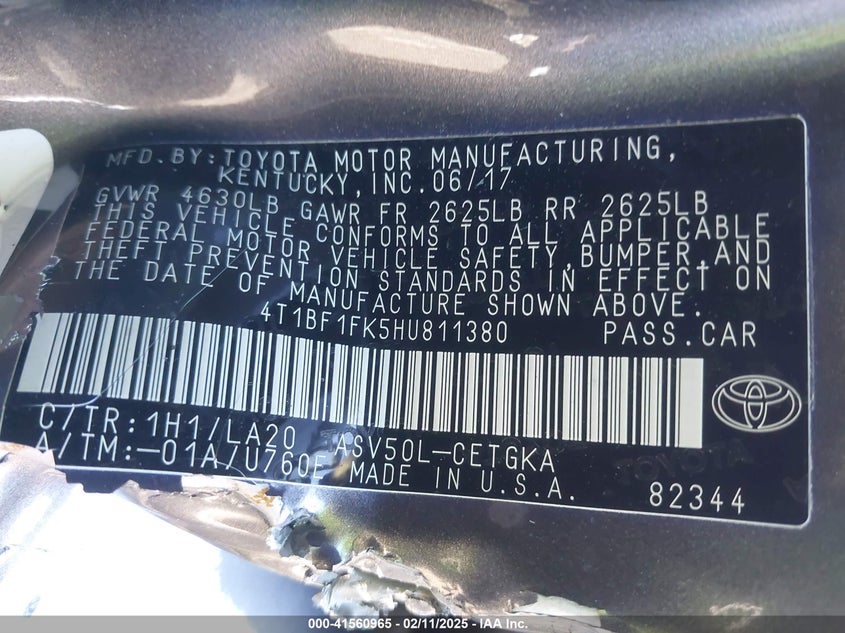 MFD. BY: TOYOTA MOTOR MANUFACTURING,
KENTUCKY, INC. 06/17
GVWR 4630LB GAWR FR 2625LB RR 2625LB
THIS VEHICLE CONFORMS TO ALL APPLICABLE
FEDERAL MOTOR VEHICLE SAFETY, BUMPER, AND
THEFT PREVENTION STANDARDS IN EFFECT ON
THE DATE OF MANUFACTURE SHOWN ABOVE.
4T1BF1FK5HU811380 PASS.CAR
C/TR: 1H1/LA20 ASV50L-CETGKA
A/TM:-01A/U760E MADE IN U.S.A.
TOYOTA
82344
000-41560965 - 02/11/2025 - IAA Inc.